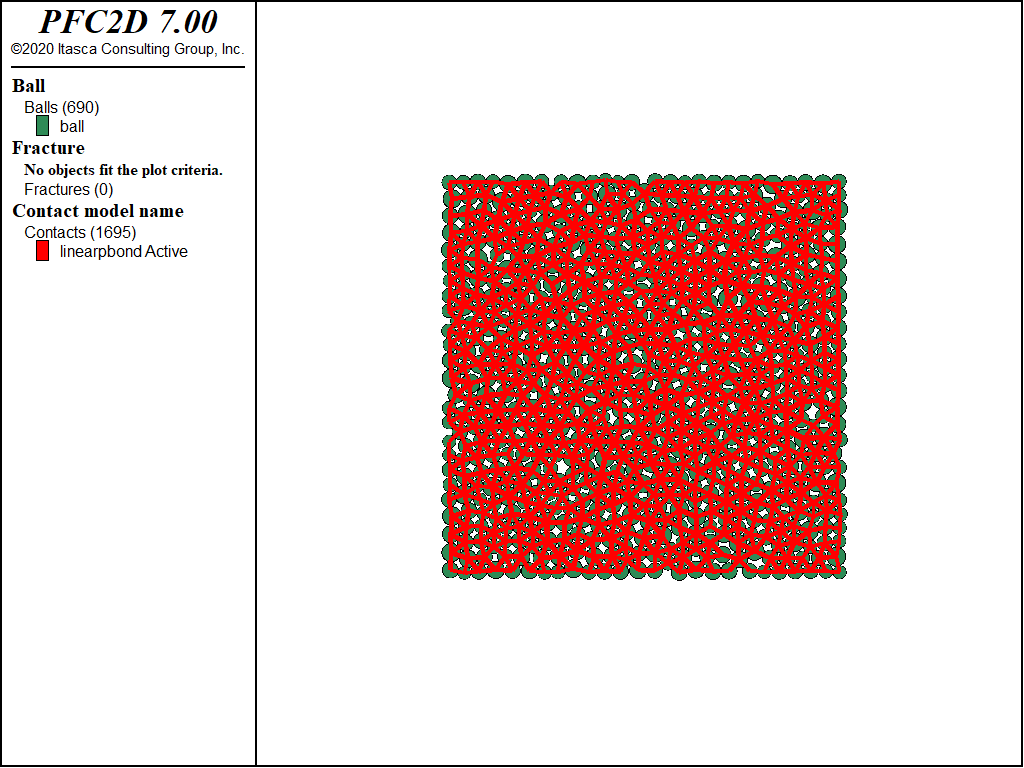 PFC2D 7.00
©2020 Itasca Consulting Group, Inc.
Ball
Balls (690)
ball
Fracture
No objects fit the plot criteria.
Fractures (0)
Contact model name
Contacts (1695)
linearpbond Active